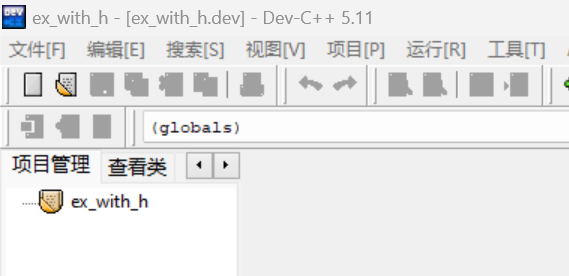 DEV
ex_with_h - [ex_with_h.dev] - Dev-C++ 5.11
文件[F] 编辑[E] 搜索[S] 视图[V] 项目[P] 运行[R] 工具[T]
(globals)
项目管理 查看类
ex_with_h